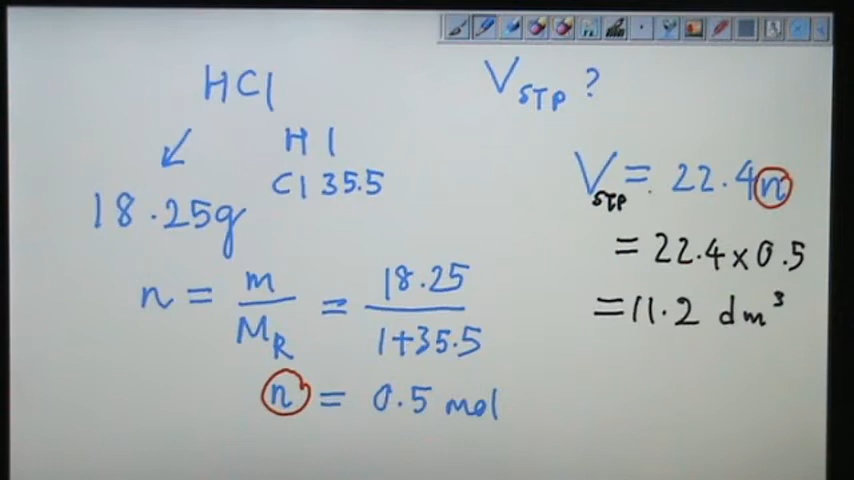 HCl
V STP ?
H 1
Cl 35.5
18.25g
n = m / MR = 18.25 / 1+35.5
n = 0.5 mol
V STP = 22.4n
= 22.4 x 0.5
= 11.2 dm³